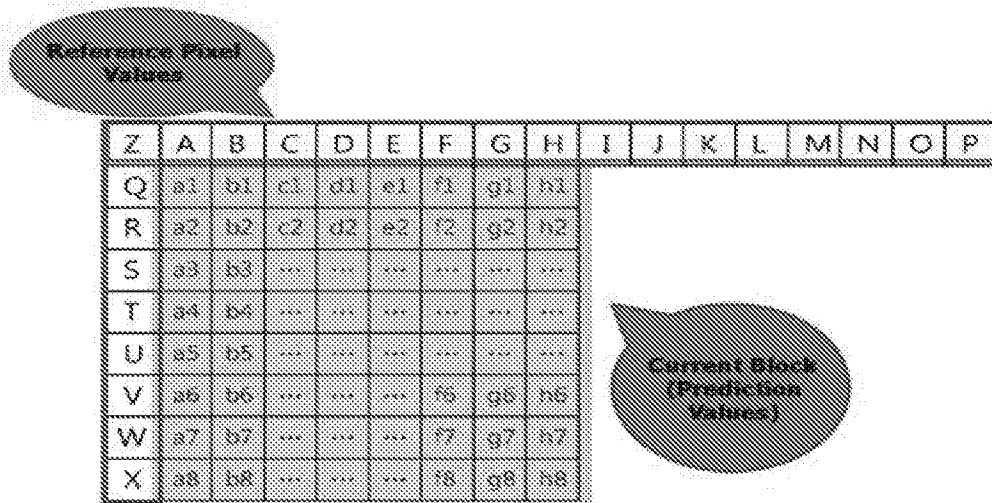 Reference Pixel
Values
Z A B C D E F G H I J K L M N O P
Q a1 b1 c1 d1 e1 f1 g1 h1
R a2 b2 c2 d2 e2 f2 g2 h2
S a3 b3 ... ... ... ... ... ...
T a4 b4 ... ... ... ... ... ...
U a5 b5 ... ... ... ... ... ...
V a6 b6 ... ... ... f6 g6 h6
W a7 b7 ... ... ... f7 g7 h7
X a8 b8 ... ... ... f8 g8 h8
Current Block
(Prediction
Values)